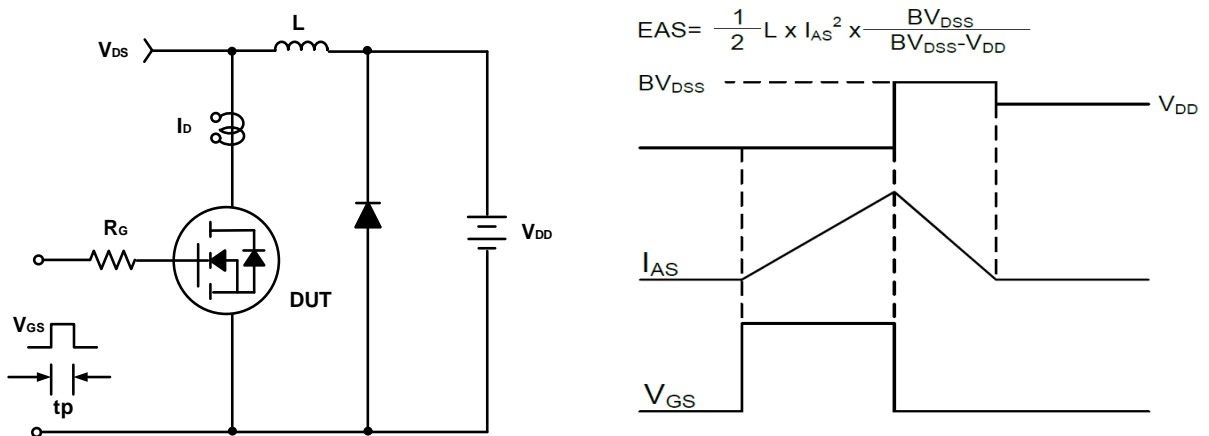 L
VDS
ID
RG
VDD
DUT
VGS
tp
EAS= 1/2 L x IAS² x BVDSS/BVDSS-VDD
BVDSS
VDD
IAS
VGS